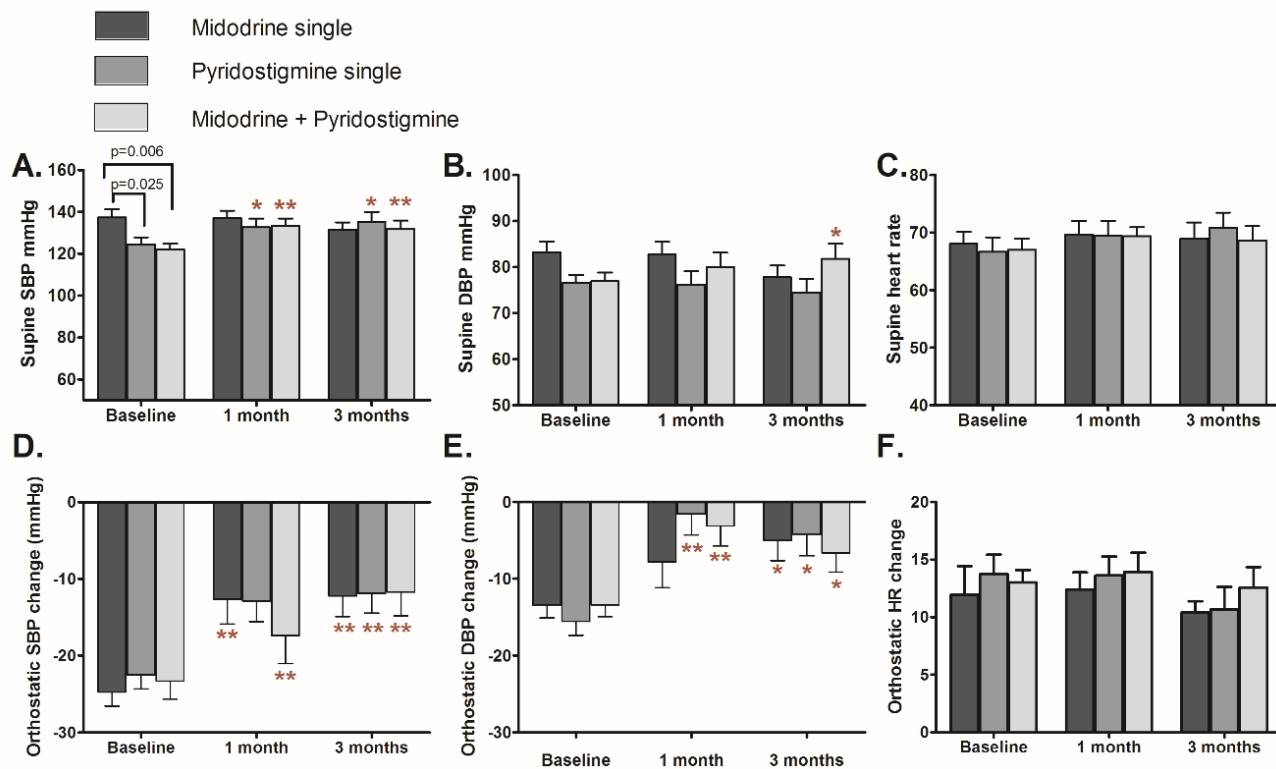 Midodrine single
Pyridostigmine single
Midodrine + Pyridostigmine
A.
p=0.006
p=0.025
* ** * **
Supine SBP mmHg
160
140
120
100
80
60
Baseline 1 month 3 months
B.
*
Supine DBP mmHg
100
90
80
70
60
50
Baseline 1 month 3 months
C.
Supine heart rate
80
70
60
50
40
Baseline 1 month 3 months
D.
Orthostatic SBP change (mmHg)
0
-10
-20
-30
** ** ** ** **
Baseline 1 month 3 months
E.
Orthostatic DBP change (mmHg)
0
-10
-20
-30
** ** * * *
Baseline 1 month 3 months
F.
Orthostatic HR change
20
15
10
5
0
Baseline 1 month 3 months